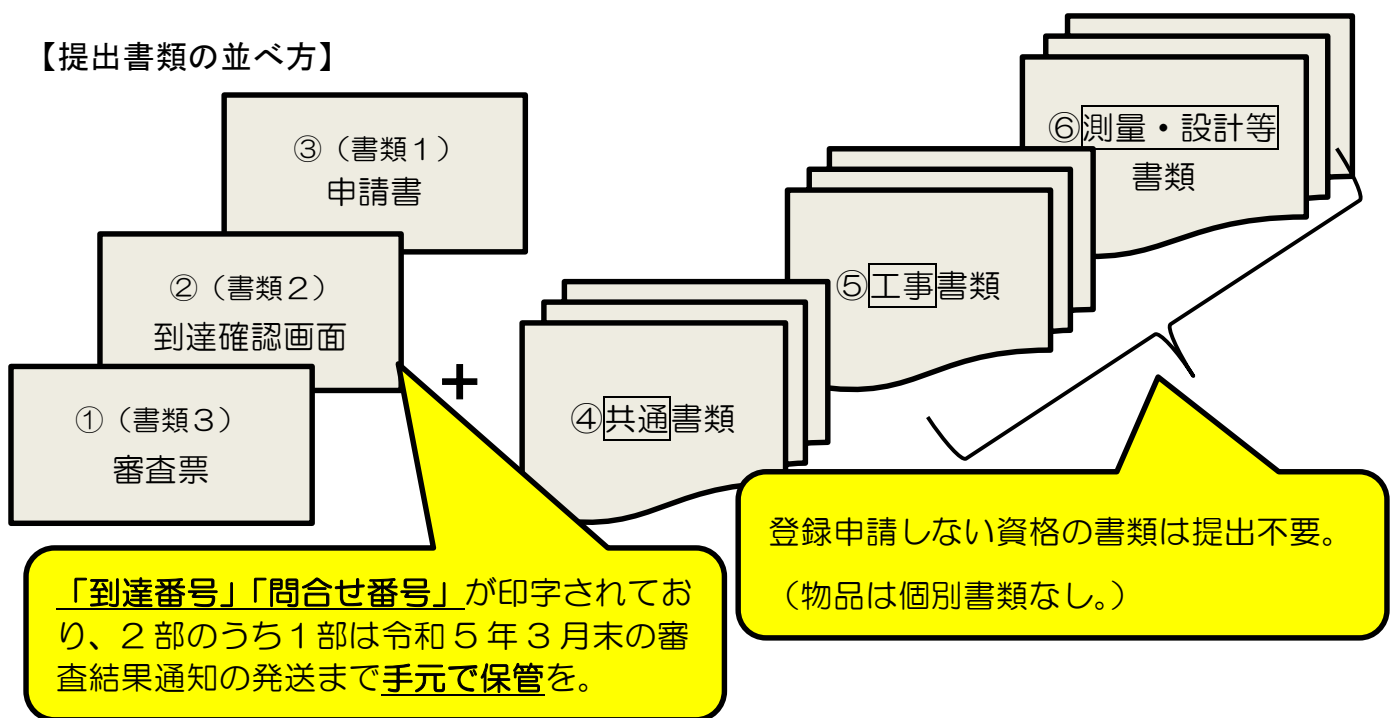 【提出書類の並べ方】
③（書類１）
申請書
②（書類２）
到達確認画面
①（書類３）
審査票
＋
④共通書類
⑤工事書類
⑥測量・設計等
書類
「到達番号」「問合せ番号」が印字されてお
り、２部のうち１部は令和５年３月末の審
査結果通知の発送まで手元で保管を。
登録申請しない資格の書類は提出不要。
（物品は個別書類なし。）